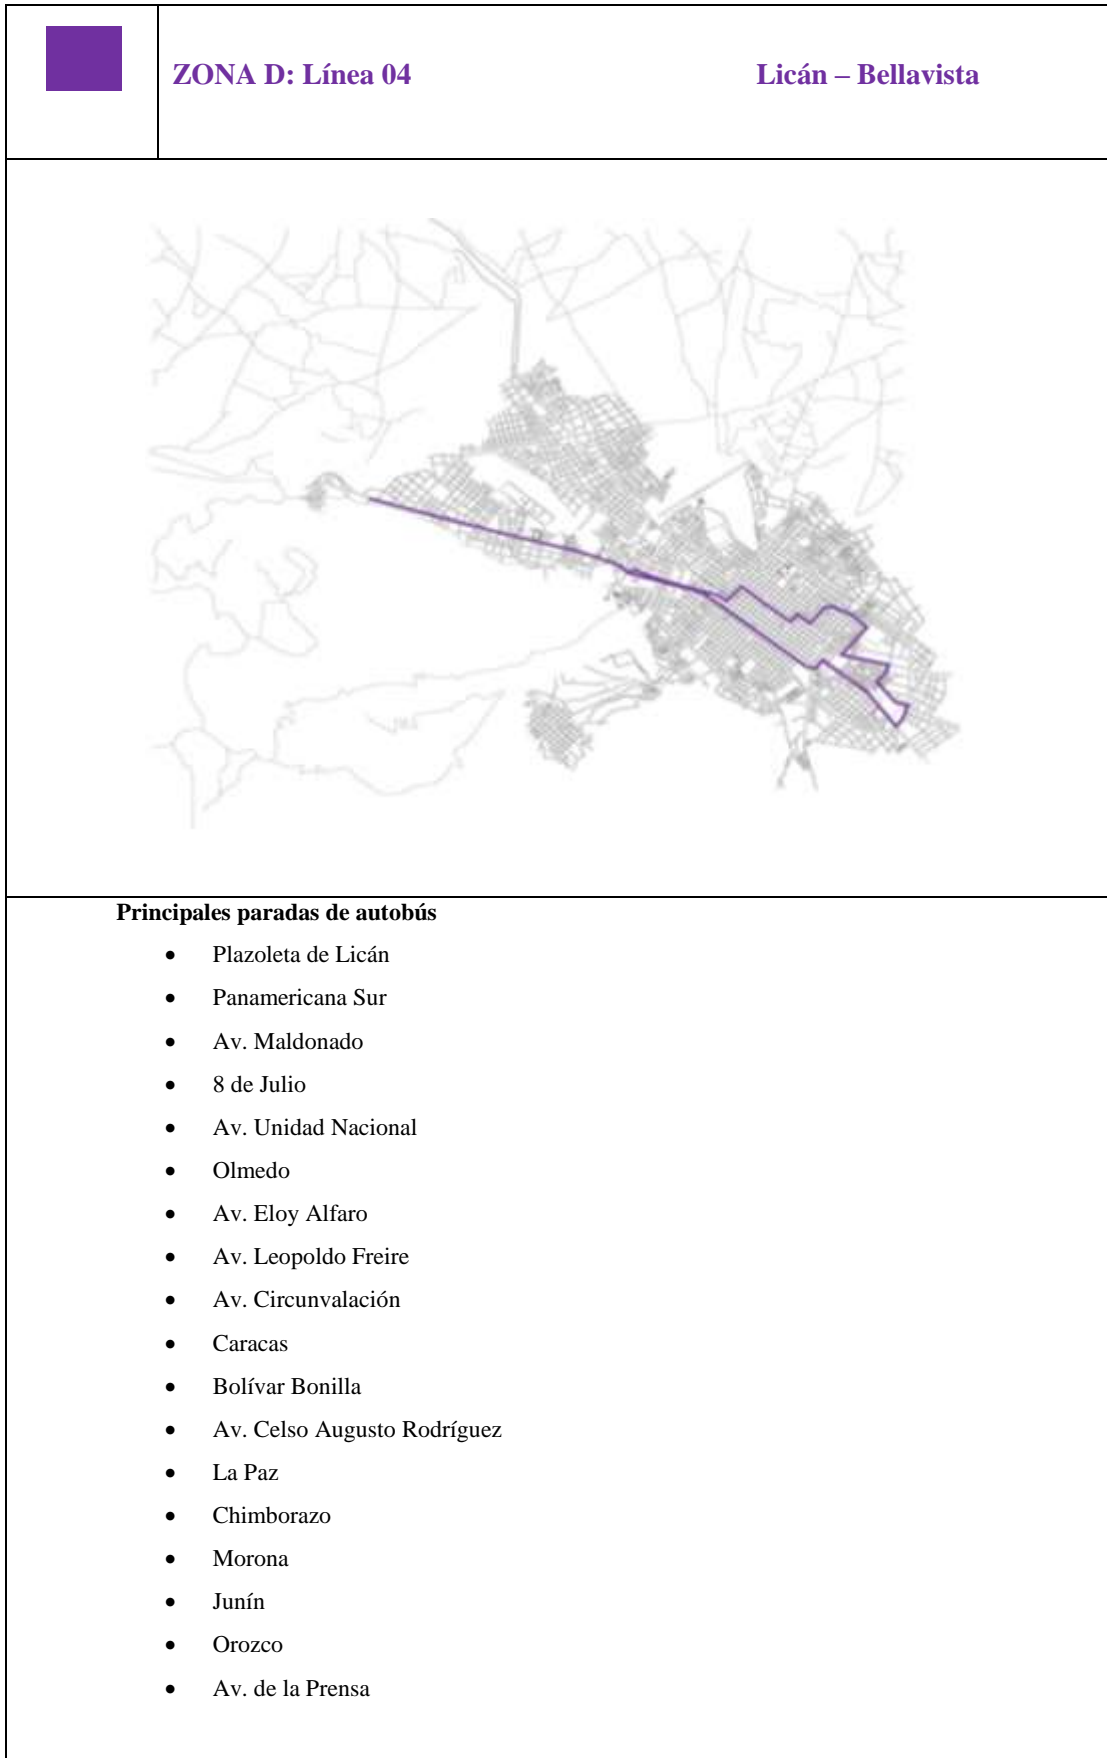 ZONA D: Línea 04 Licán – Bellavista
Principales paradas de autobús
• Plazoleta de Licán
• Panamericana Sur
• Av. Maldonado
• 8 de Julio
• Av. Unidad Nacional
• Olmedo
• Av. Eloy Alfaro
• Av. Leopoldo Freire
• Av. Circunvalación
• Caracas
• Bolívar Bonilla
• Av. Celso Augusto Rodríguez
• La Paz
• Chimborazo
• Morona
• Junín
• Orozco
• Av. de la Prensa